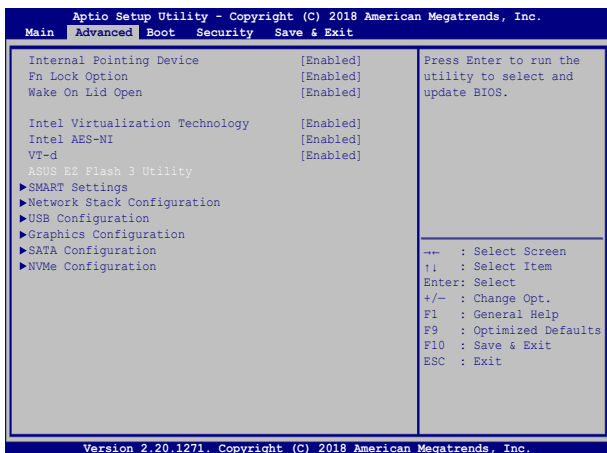 Aptio Setup Utility - Copyright (C) 2018 American Megatrends, Inc.
Main Advanced Boot Security Save & Exit
Internal Pointing Device [Enabled]
Fn Lock Option [Enabled]
Wake On Lid Open [Enabled]
Intel Virtualization Technology [Enabled]
Intel AES-NI [Enabled]
VT-d [Enabled]
ASUS EZ Flash 3 Utility
▶SMART Settings
▶Network Stack Configuration
▶USB Configuration
▶Graphics Configuration
▶SATA Configuration
▶NVMe Configuration
Press Enter to run the
utility to select and
update BIOS.
→← : Select Screen
↑↓ : Select Item
Enter: Select
+/— : Change Opt.
F1 : General Help
F9 : Optimized Defaults
F10 : Save & Exit
ESC : Exit
Version 2.20.1271. Copyright (C) 2018 American Megatrends, Inc.